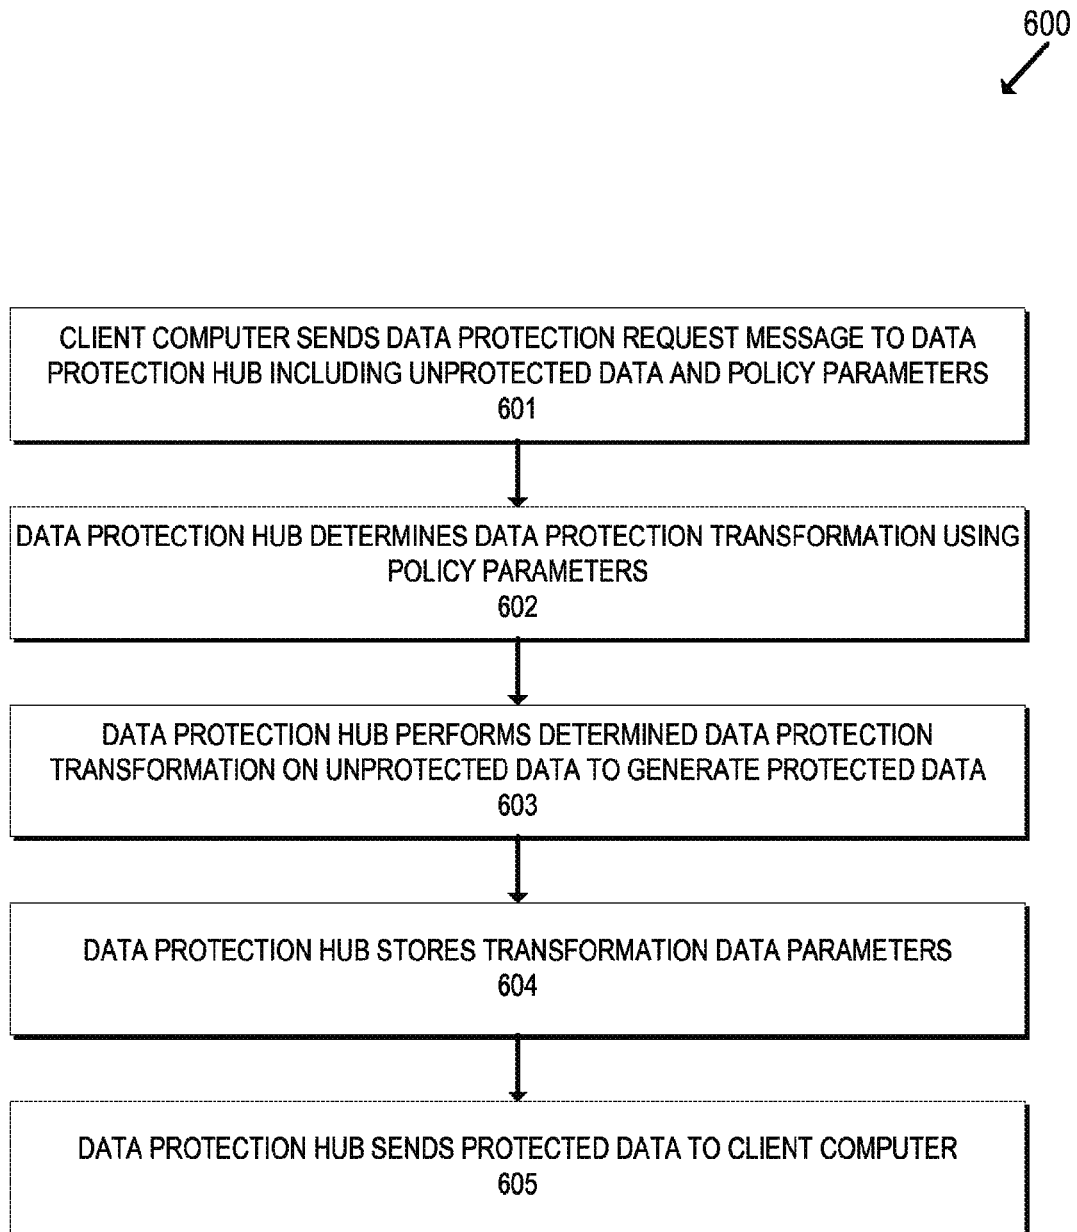 600
CLIENT COMPUTER SENDS DATA PROTECTION REQUEST MESSAGE TO DATA
PROTECTION HUB INCLUDING UNPROTECTED DATA AND POLICY PARAMETERS
601
DATA PROTECTION HUB DETERMINES DATA PROTECTION TRANSFORMATION USING
POLICY PARAMETERS
602
DATA PROTECTION HUB PERFORMS DETERMINED DATA PROTECTION
TRANSFORMATION ON UNPROTECTED DATA TO GENERATE PROTECTED DATA
603
DATA PROTECTION HUB STORES TRANSFORMATION DATA PARAMETERS
604
DATA PROTECTION HUB SENDS PROTECTED DATA TO CLIENT COMPUTER
605